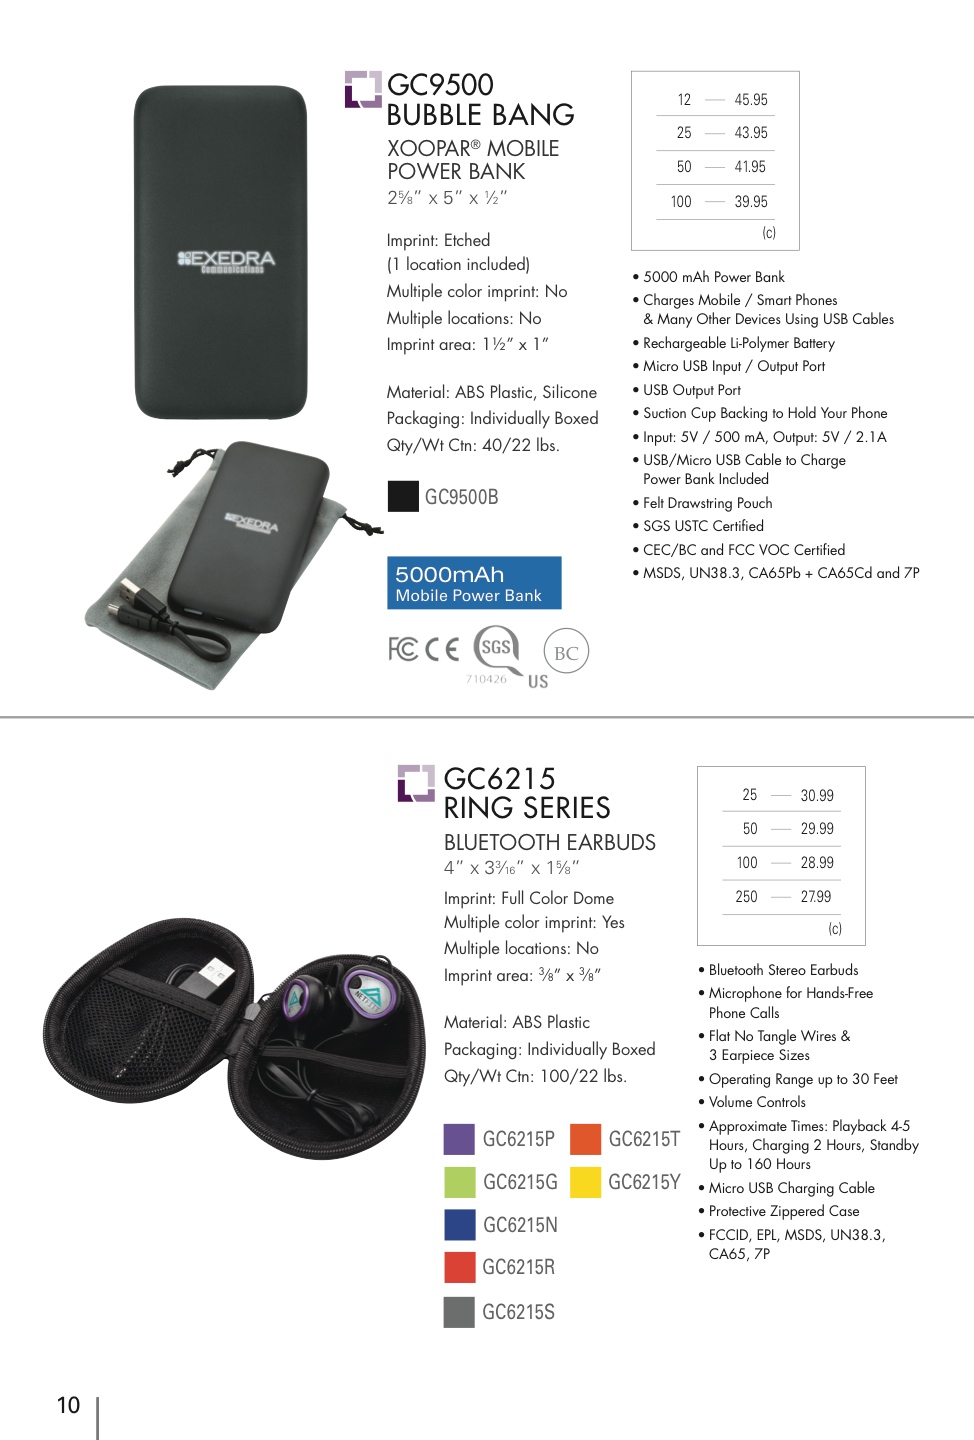 GC9500
BUBBLE BANG
XOOPAR® MOBILE
POWER BANK
2⅝” x 5” x ½”
Imprint: Etched
(1 location included)
Multiple color imprint: No
Multiple locations: No
Imprint area: 1½” x 1”
Material: ABS Plastic, Silicone
Packaging: Individually Boxed
Qty/Wt Ctn: 40/22 lbs.
GC9500B
5000mAh
Mobile Power Bank
FC CE SGS BC
710426 US
EXEDRA
Communications
EXEDRA
12 — 45.95
25 — 43.95
50 — 41.95
100 — 39.95
(c)
• 5000 mAh Power Bank
• Charges Mobile / Smart Phones
& Many Other Devices Using USB Cables
• Rechargeable Li-Polymer Battery
• Micro USB Input / Output Port
• USB Output Port
• Suction Cup Backing to Hold Your Phone
• Input: 5V / 500 mA, Output: 5V / 2.1A
• USB/Micro USB Cable to Charge
Power Bank Included
• Felt Drawstring Pouch
• SGS USTC Certified
• CEC/BC and FCC VOC Certified
• MSDS, UN38.3, CA65Pb + CA65Cd and 7P
GC6215
RING SERIES
BLUETOOTH EARBUDS
4” x 3³⁄₁₆” x 1⅝”
Imprint: Full Color Dome
Multiple color imprint: Yes
Multiple locations: No
Imprint area: ⅜” x ⅜”
Material: ABS Plastic
Packaging: Individually Boxed
Qty/Wt Ctn: 100/22 lbs.
GC6215P GC6215T
GC6215G GC6215Y
GC6215N
GC6215R
GC6215S
25 — 30.99
50 — 29.99
100 — 28.99
250 — 27.99
(c)
• Bluetooth Stereo Earbuds
• Microphone for Hands-Free
Phone Calls
• Flat No Tangle Wires &
3 Earpiece Sizes
• Operating Range up to 30 Feet
• Volume Controls
• Approximate Times: Playback 4-5
Hours, Charging 2 Hours, Standby
Up to 160 Hours
• Micro USB Charging Cable
• Protective Zippered Case
• FCCID, EPL, MSDS, UN38.3,
CA65, 7P
10